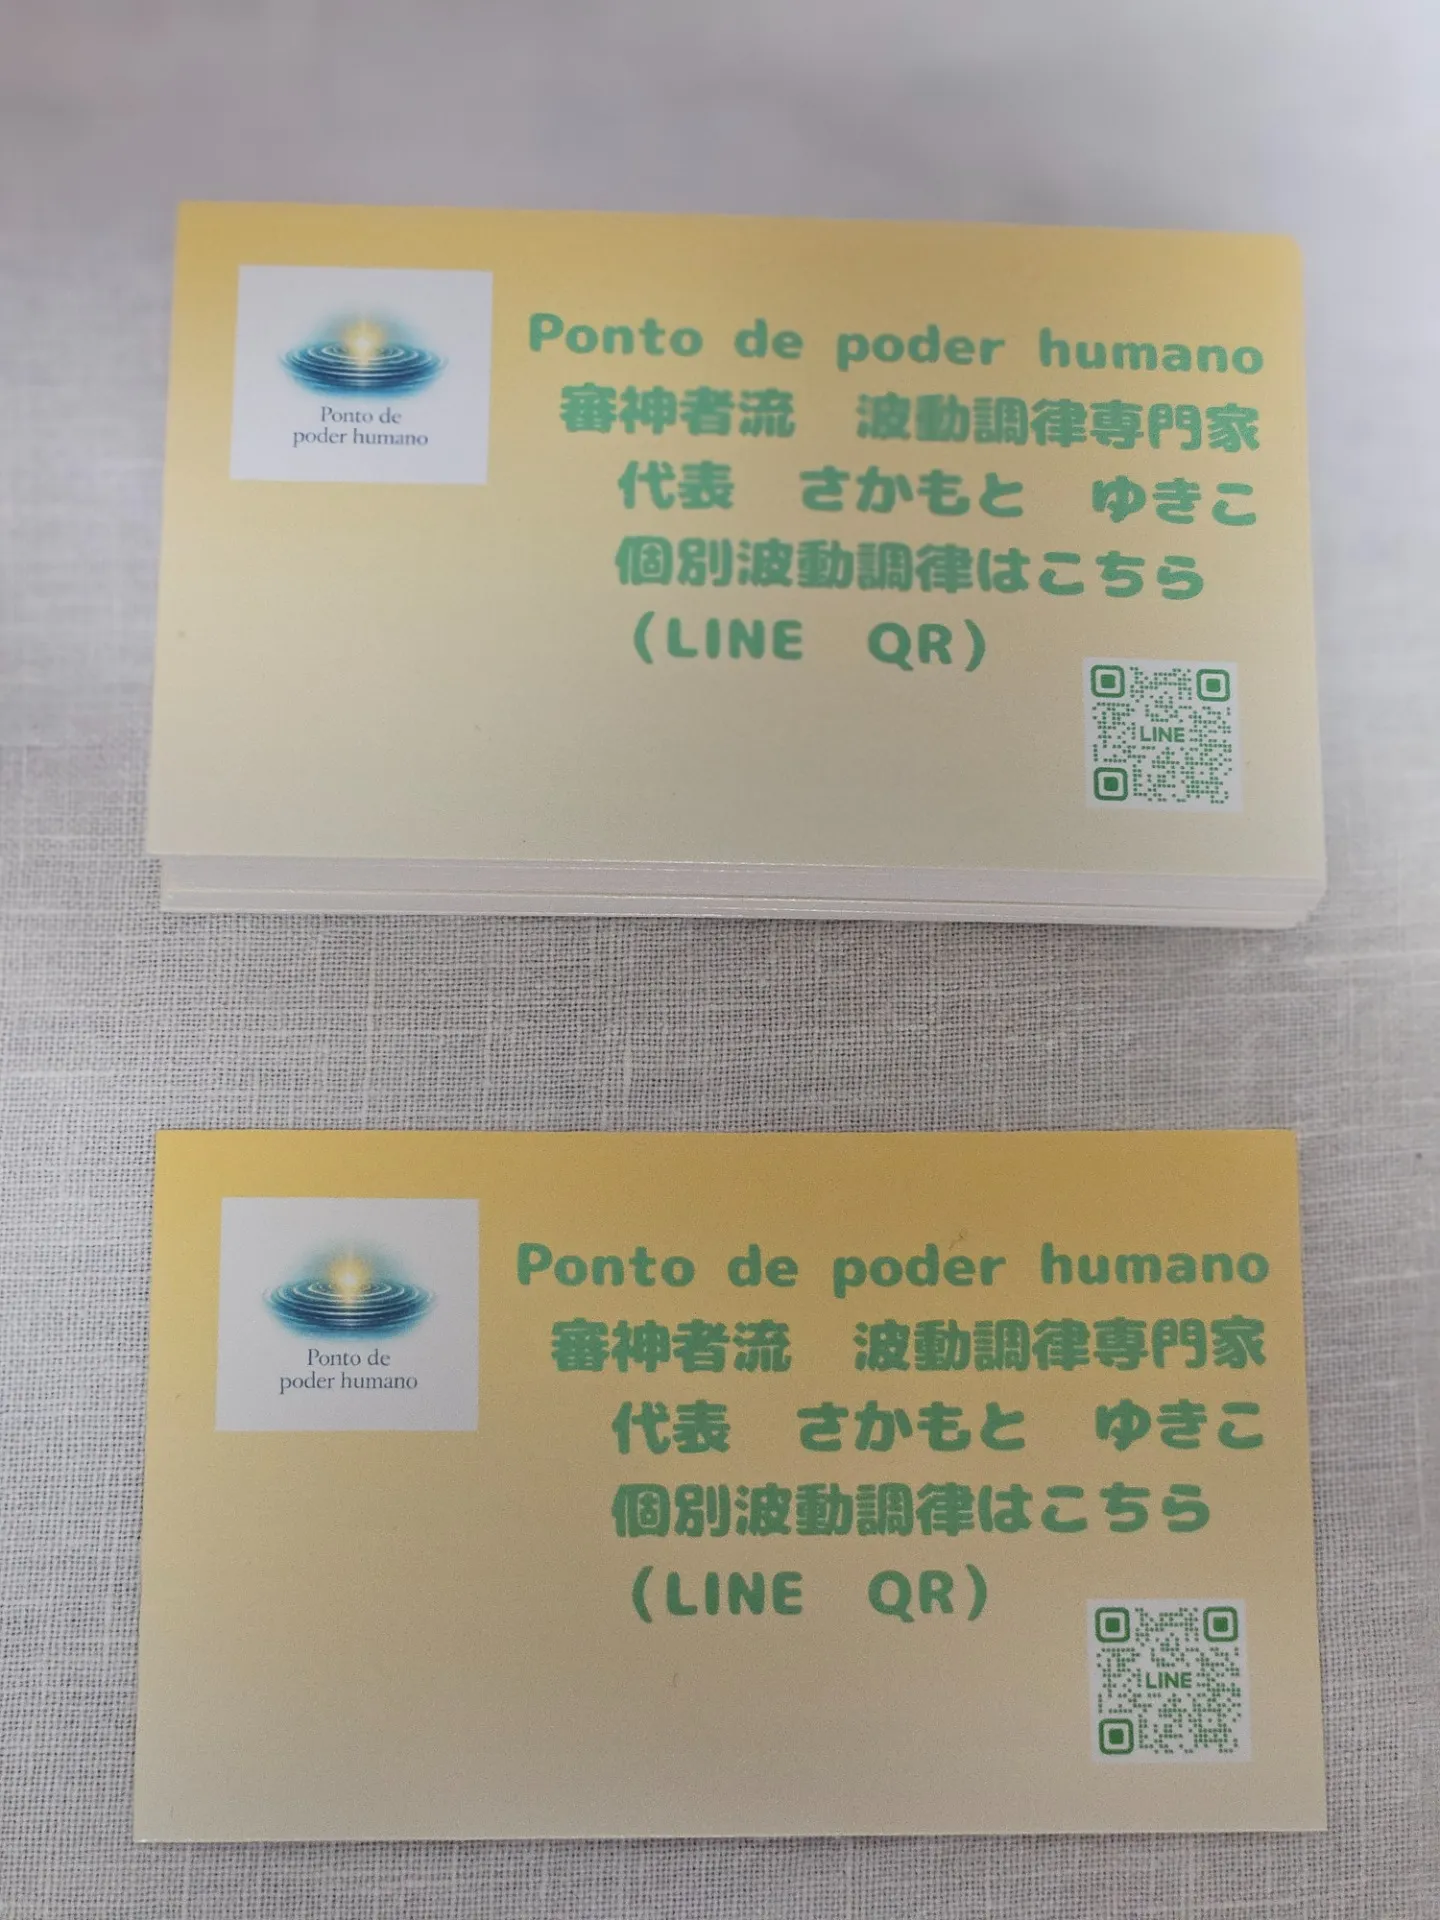 Ponto de
poder humano
Ponto de poder humano
審神者流　波動調律専門家
代表　さかもと　ゆきこ
個別波動調律はこちら
(LINE　QR)
LINE
Ponto de
poder humano
Ponto de poder humano
審神者流　波動調律専門家
代表　さかもと　ゆきこ
個別波動調律はこちら
(LINE　QR)
LINE